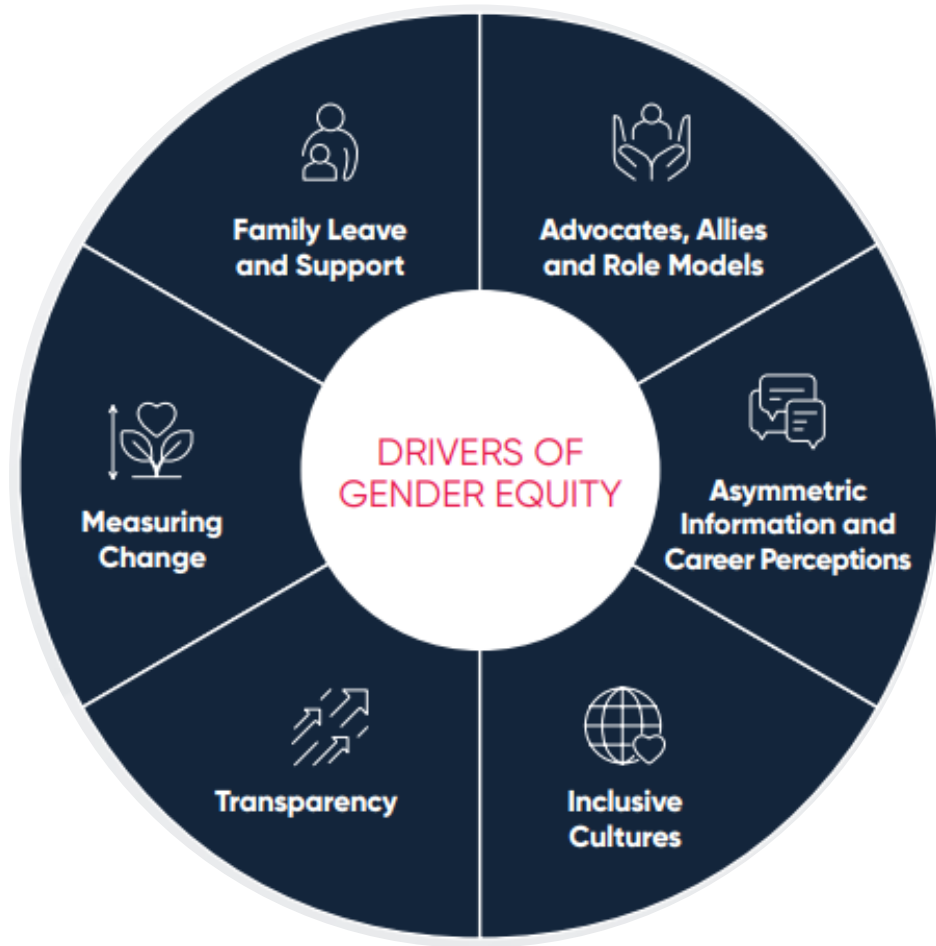 Family Leave
and Support
Advocates, Allies
and Role Models
DRIVERS OF
GENDER EQUITY
Asymmetric
Information and
Career Perceptions
Measuring
Change
Transparency
Inclusive
Cultures